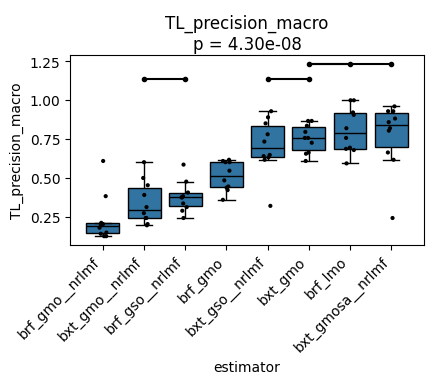 TL_precision_macro
p = 4.30e-08
1.25
1.00
0.75
0.50
0.25
TL_precision_macro
brf_gmo__nrlmf
bxt_gmo__nrlmf
brf_gso__nrlmf
brf_gmo
bxt_gso__nrlmf
bxt_gmo
brf_lmo
bxt_gmosa__nrlmf
estimator